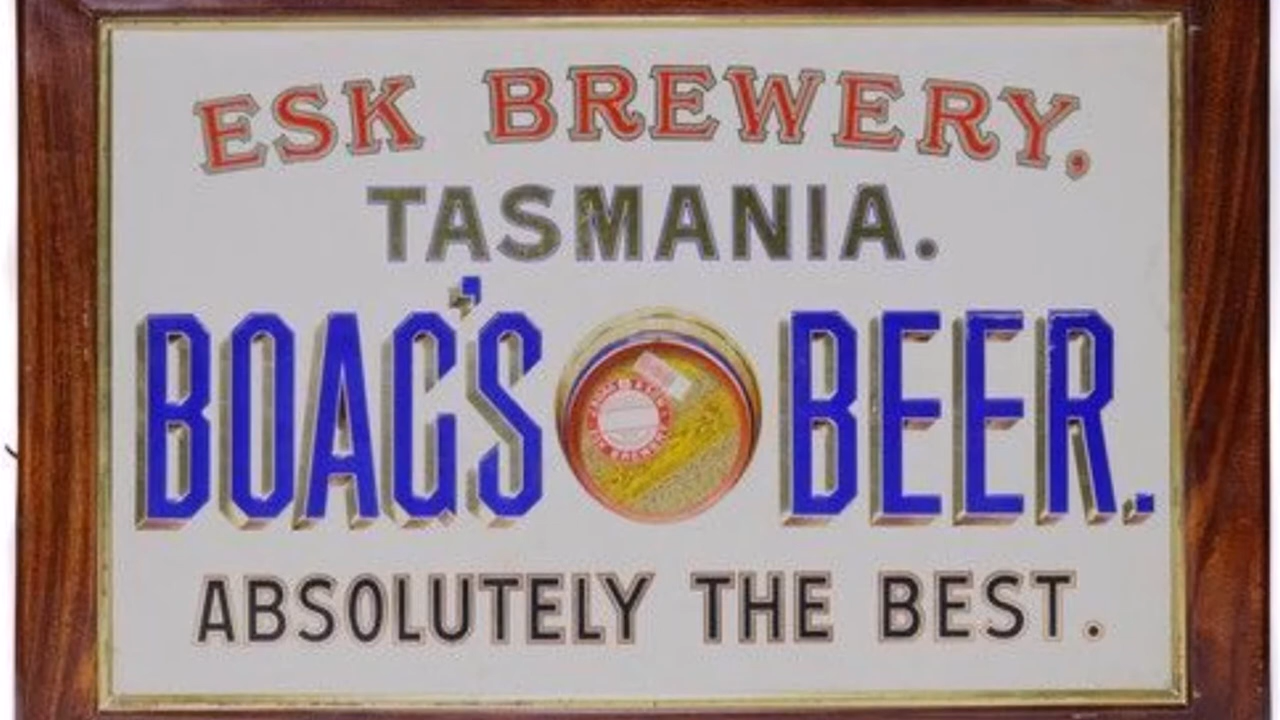 ESK BREWERY,
TASMANIA.
BOAG'S BEER.
ABSOLUTELY THE BEST.